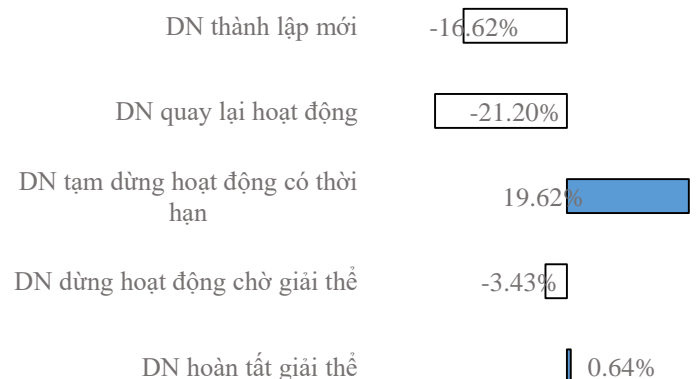 DN thành lập mới -16.62%
DN quay lại hoạt động -21.20%
DN tạm dừng hoạt động có thời
hạn 19.62%
DN dừng hoạt động chờ giải thể -3.43%
DN hoàn tất giải thể 0.64%